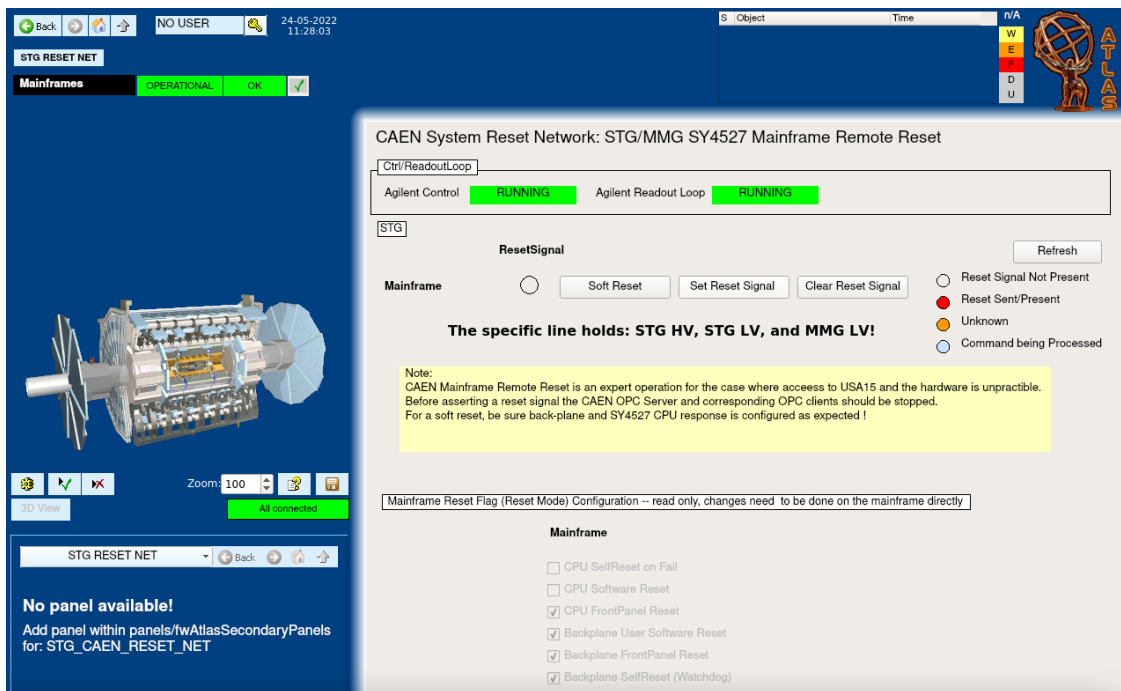 Back
NO USER
24-05-2022
11:28:03
S Object Time
n/A
W
E
F
D
U
ATLAS
STG RESET NET
Mainframes OPERATIONAL OK
CAEN System Reset Network: STG/MMG SY4527 Mainframe Remote Reset
Ctrl/ReadoutLoop
Agilent Control RUNNING Agilent Readout Loop RUNNING
STG
ResetSignal
Refresh
Mainframe Soft Reset Set Reset Signal Clear Reset Signal
Reset Signal Not Present
Reset Sent/Present
Unknown
Command being Processed
The specific line holds: STG HV, STG LV, and MMG LV!
Note:
CAEN Mainframe Remote Reset is an expert operation for the case where acceess to USA15 and the hardware is unpractible.
Before asserting a reset signal the CAEN OPC Server and corresponding OPC clients should be stopped.
For a soft reset, be sure back-plane and SY4527 CPU response is configured as expected !
Zoom: 100
3D View
All connected
Mainframe Reset Flag (Reset Mode) Configuration -- read only, changes need to be done on the mainframe directly
Mainframe
CPU SelfReset on Fail
CPU Software Reset
CPU FrontPanel Reset
Backplane User Software Reset
Backplane FrontPanel Reset
Backplane SelfReset (Watchdog)
STG RESET NET
Back
No panel available!
Add panel within panels/fwAtlasSecondaryPanels
for: STG_CAEN_RESET_NET